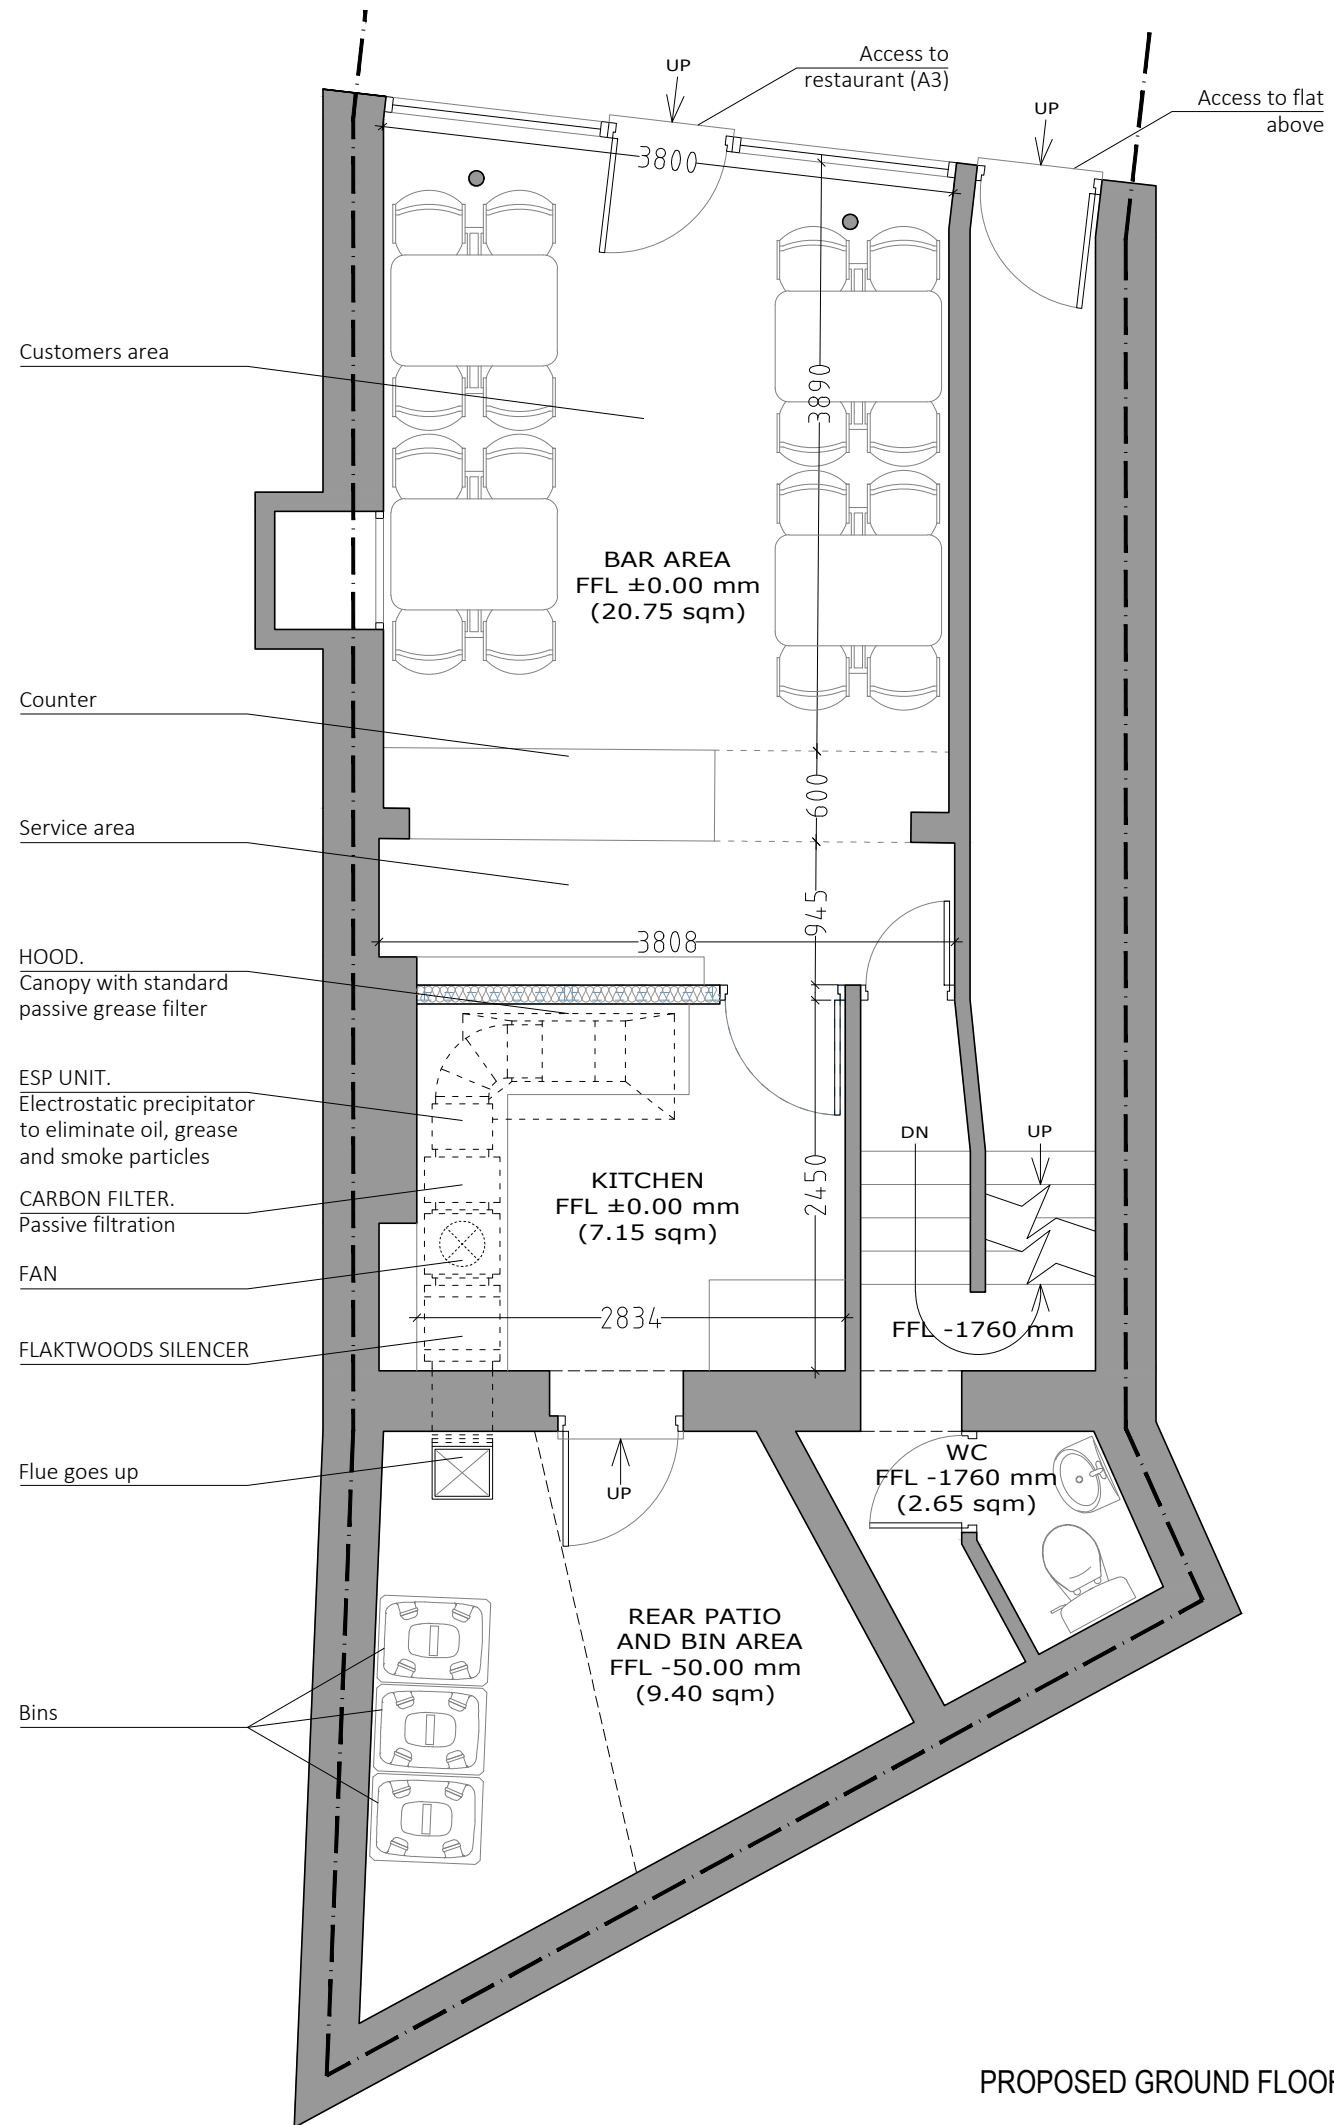 UP
Access to
restaurant (A3)
UP
Access to flat
above
3800
Customers area
3890
BAR AREA
FFL ±0.00 mm
(20.75 sqm)
Counter
600
Service area
945
3808
HOOD.
Canopy with standard
passive grease filter
ESP UNIT.
Electrostatic precipitator
to eliminate oil, grease
and smoke particles
DN
UP
CARBON FILTER.
Passive filtration
KITCHEN
FFL ±0.00 mm
(7.15 sqm)
2450
FAN
2834
FFL -1760 mm
FLAKTWOODS SILENCER
Flue goes up
UP
WC
FFL -1760 mm
(2.65 sqm)
REAR PATIO
AND BIN AREA
FFL -50.00 mm
(9.40 sqm)
Bins
PROPOSED GROUND FLOOR